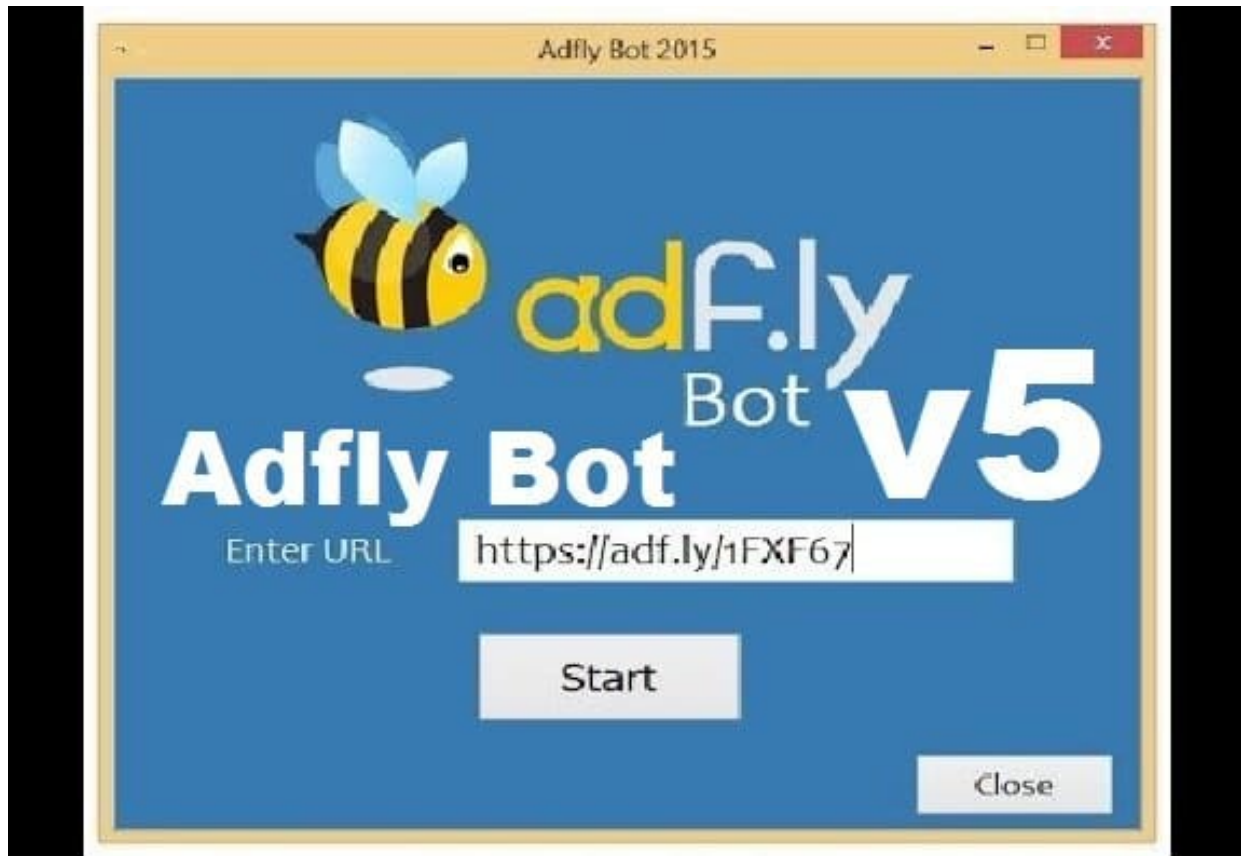 Adfly Bot 2015
adf.ly
Bot
v5
Adfly Bot
Enter URL
https://adf.ly/1FXF67
Start
Close